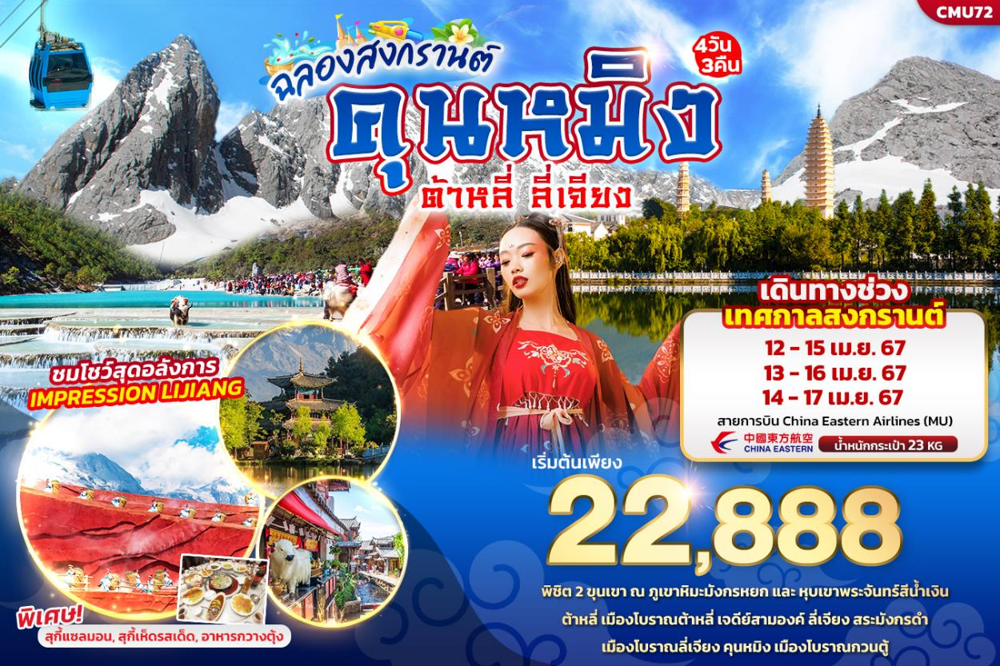 CMU72
ฉลองสงกรานต์
4วัน
3คืน
คุนหมิง
ต้าหลี่ ลี่เจียง
เดินทางช่วง
เทศกาลสงกรานต์
12 - 15 เม.ย. 67
13 - 16 เม.ย. 67
14 - 17 เม.ย. 67
สายการบิน China Eastern Airlines (MU)
中國東方航空
CHINA EASTERN
น้ำหนักกระเป๋า 23 KG
ชมโชว์สุดอลังการ
IMPRESSION LIJIANG
เริ่มต้นเพียง
22,888
พิชิต 2 ขุนเขา ณ ภูเขาหิมะมังกรหยก และ หุบเขาพระจันทร์สีน้ำเงิน
ต้าหลี่ เมืองโบราณต้าหลี่ เจดีย์สามองค์ ลี่เจียง สระมังกรดำ
เมืองโบราณลี่เจียง คุนหมิง เมืองโบราณกวนตู้
พิเศษ!
สุกี้แซลมอน, สุกี้เห็ดรสเด็ด, อาหารกวางตุ้ง